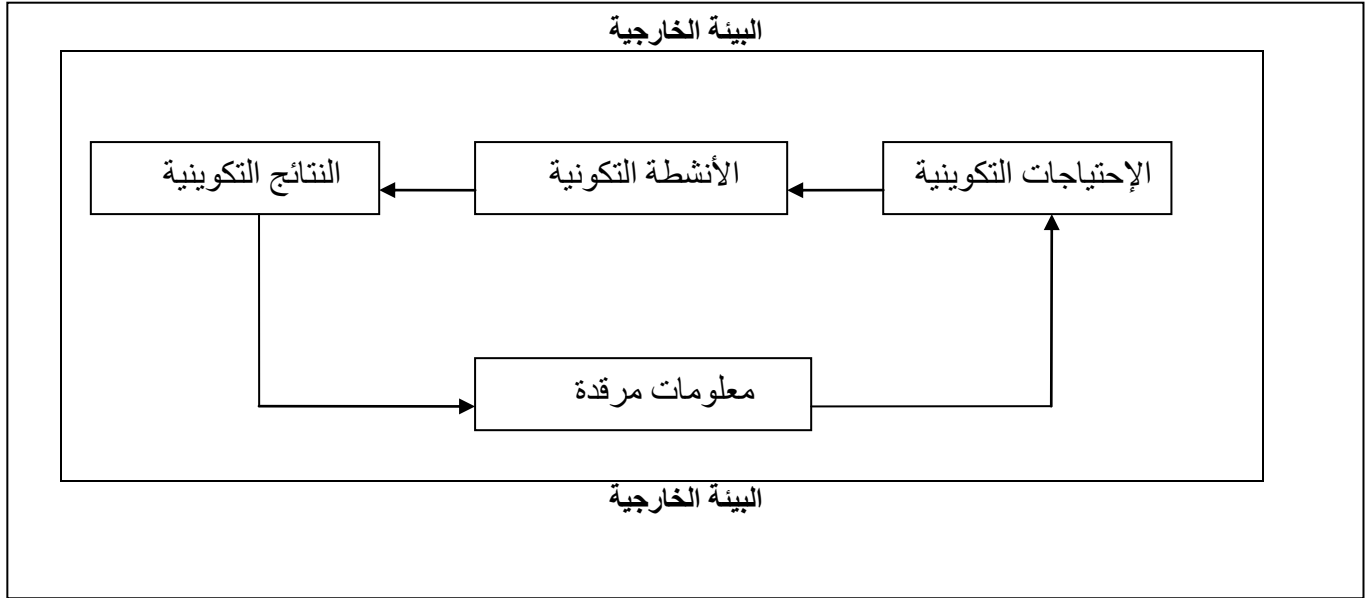 البيئة الخارجية
الإحتياجات التكوينية
الأنشطة التكونية
النتائج التكوينية
معلومات مرقدة
البيئة الخارجية